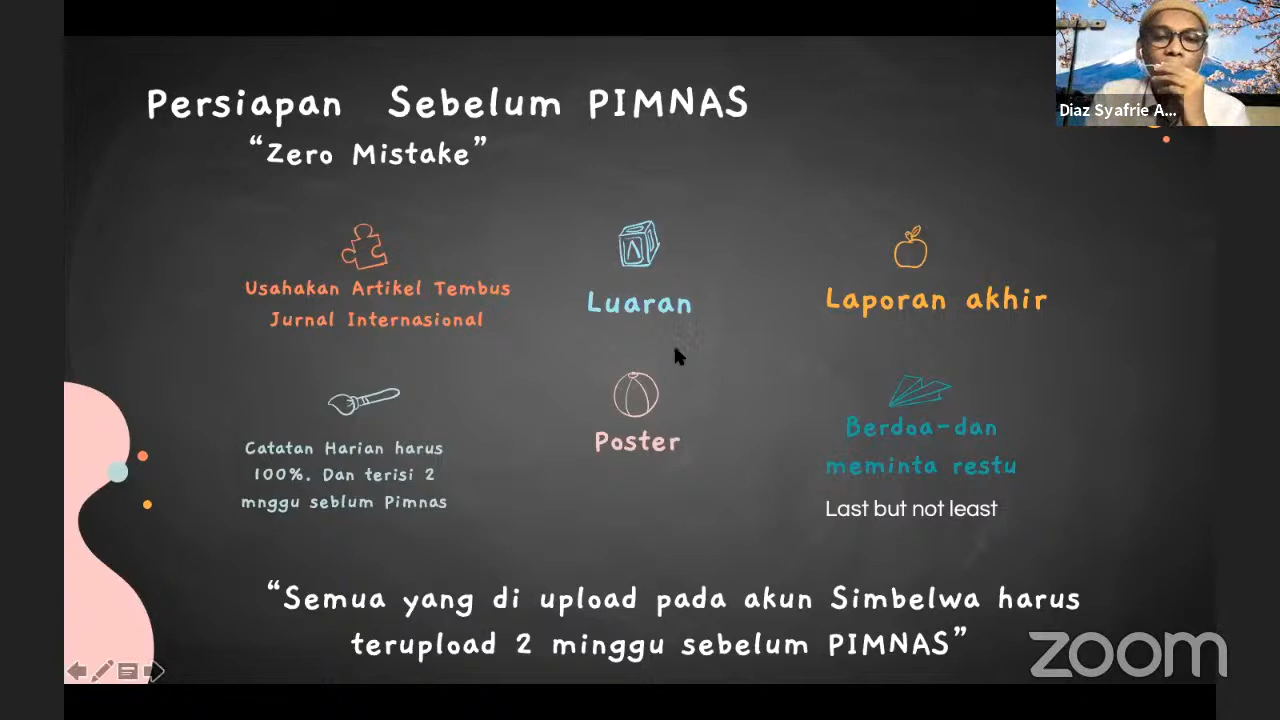 Persiapan Sebelum PIMNAS
“Zero Mistake”
Diaz Syafrie A...
Usahakan Artikel Tembus
Jurnal Internasional
Luaran
Laporan akhir
Catatan Harian harus
100%. Dan terisi 2
mnggu seblum Pimnas
Poster
Berdoa-dan
meminta restu
Last but not least
“Semua yang di upload pada akun Simbelwa harus
terupload 2 minggu sebelum PIMNAS”
zoom